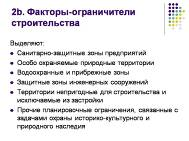 2b. Факторы-ограничители
строительства
Выделяют:
Санитарно-защитные зоны предприятий
Особо охраняемые природные территории
Водоохранные и прибрежные зоны
Защитные зоны инженерных сооружений
Территории непригодные для строительства и
исключаемые из застройки
Прочие планировочные ограничения, связанные с
задачами охраны историко-культурного и
природного наследия